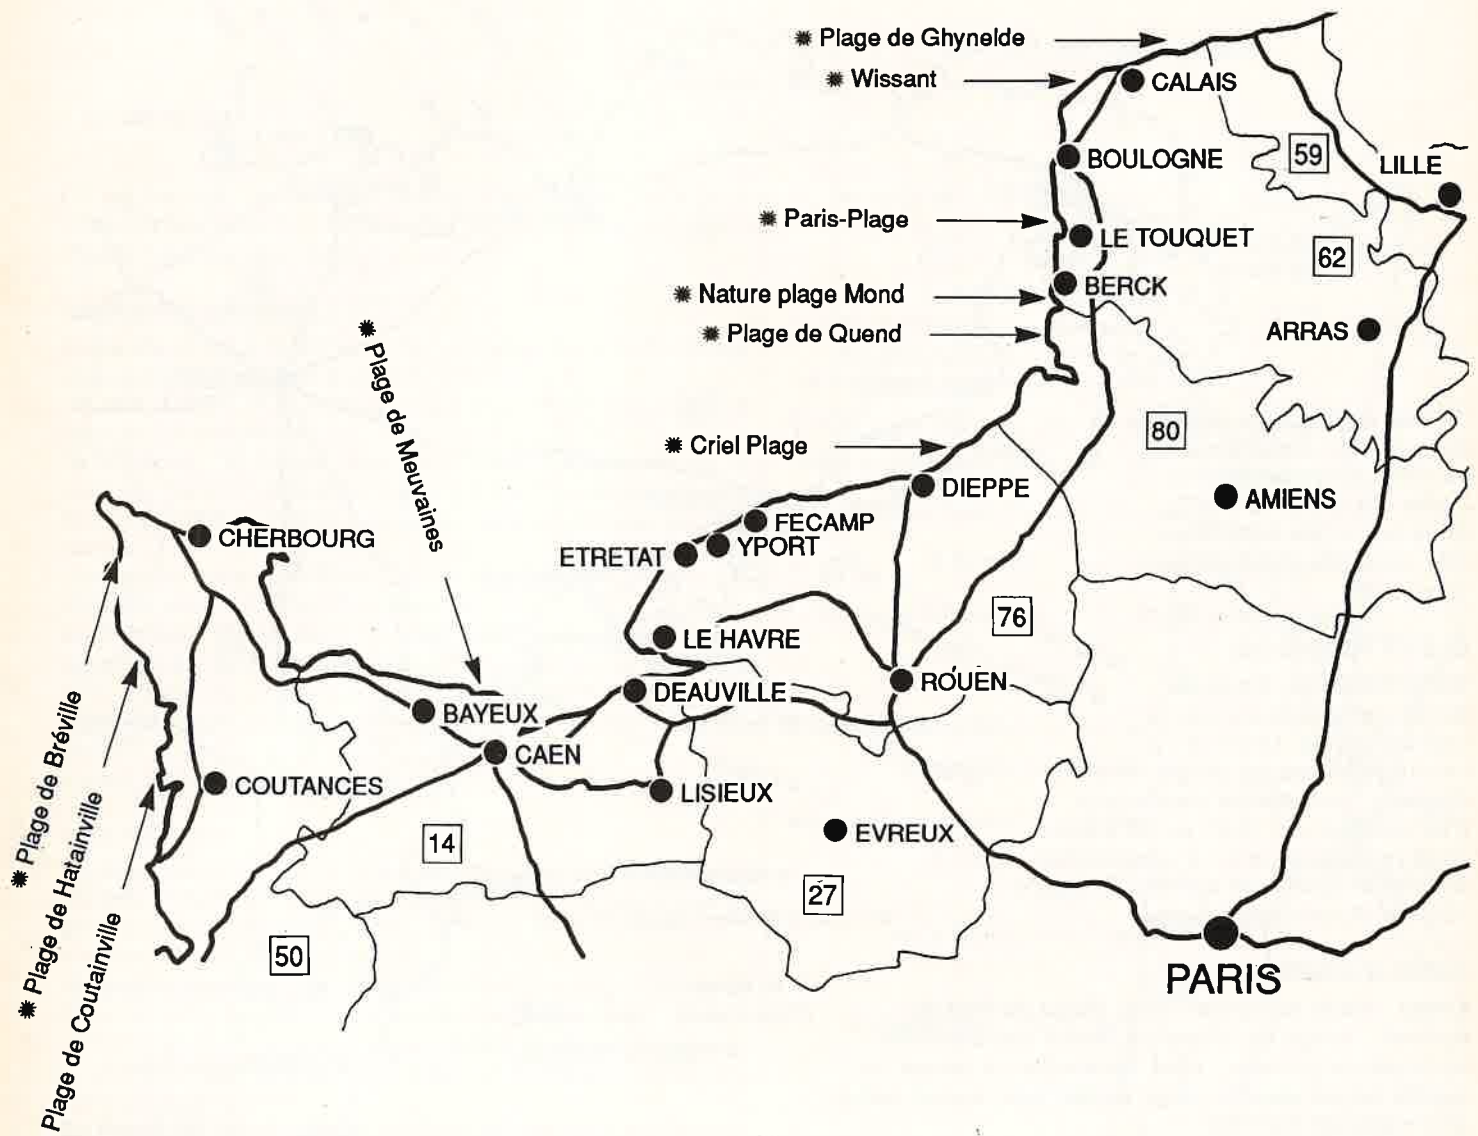 ✹ Plage de Ghynelde
✹ Wissant
CALAIS
BOULOGNE
59
LILLE
✹ Paris-Plage
LE TOUQUET
62
✹ Nature plage Mond
BERCK
✹ Plage de Quend
ARRAS
✹ Plage de Meuvaines
80
✹ Criel Plage
DIEPPE
AMIENS
FECAMP
YPORT
ETRETAT
CHERBOURG
76
LE HAVRE
ROUEN
DEAUVILLE
BAYEUX
CAEN
COUTANCES
LISIEUX
EVREUX
14
27
50
PARIS
✹ Plage de Bréville
✹ Plage de Hatainville
Plage de Coutainville